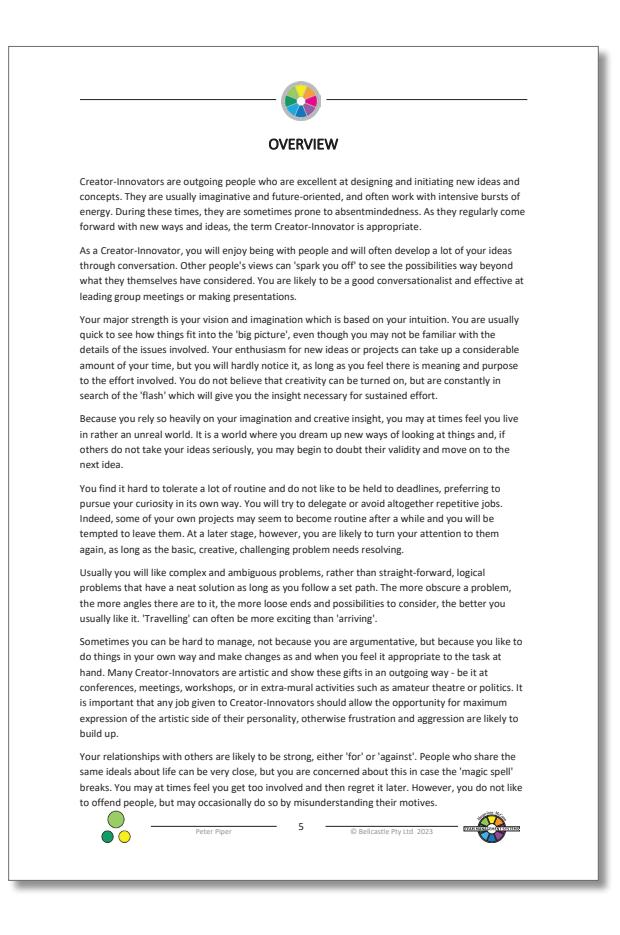 OVERVIEW
Creator-Innovators are outgoing people who are excellent at designing and initiating new ideas and
concepts. They are usually imaginative and future-oriented, and often work with intensive bursts of
energy. During these times, they are sometimes prone to absentmindedness. As they regularly come
forward with new ways and ideas, the term Creator-Innovator is appropriate.
As a Creator-Innovator, you will enjoy being with people and will often develop a lot of your ideas
through conversation. Other people's views can 'spark you off' to see the possibilities way beyond
what they themselves have considered. You are likely to be a good conversationalist and effective at
leading group meetings or making presentations.
Your major strength is your vision and imagination which is based on your intuition. You are usually
quick to see how things fit into the 'big picture', even though you may not be familiar with the
details of the issues involved. Your enthusiasm for new ideas or projects can take up a considerable
amount of your time, but you will hardly notice it, as long as you feel there is meaning and purpose
to the effort involved. You do not believe that creativity can be turned on, but are constantly in
search of the 'flash' which will give you the insight necessary for sustained effort.
Because you rely so heavily on your imagination and creative insight, you may at times feel you live
in rather an unreal world. It is a world where you dream up new ways of looking at things and, if
others do not take your ideas seriously, you may begin to doubt their validity and move on to the
next idea.
You find it hard to tolerate a lot of routine and do not like to be held to deadlines, preferring to
pursue your curiosity in its own way. You will try to delegate or avoid altogether repetitive jobs.
Indeed, some of your own projects may seem to become routine after a while and you will be
tempted to leave them. At a later stage, however, you are likely to turn your attention to them
again, as long as the basic, creative, challenging problem needs resolving.
Usually you will like complex and ambiguous problems, rather than straight-forward, logical
problems that have a neat solution as long as you follow a set path. The more obscure a problem,
the more angles there are to it, the more loose ends and possibilities to consider, the better you
usually like it. 'Travelling' can often be more exciting than 'arriving'.
Sometimes you can be hard to manage, not because you are argumentative, but because you like to
do things in your own way and make changes as and when you feel it appropriate to the task at
hand. Many Creator-Innovators are artistic and show these gifts in an outgoing way - be it at
conferences, meetings, workshops, or in extra-mural activities such as amateur theatre or politics. It
is important that any job given to Creator-Innovators should allow the opportunity for maximum
expression of the artistic side of their personality, otherwise frustration and aggression are likely to
build up.
Your relationships with others are likely to be strong, either 'for' or 'against'. People who share the
same ideals about life can be very close, but you are concerned about this in case the 'magic spell'
breaks. You may at times feel you get too involved and then regret it later. However, you do not like
to offend people, but may occasionally do so by misunderstanding their motives.
Peter Piper
5
© Bellcastle Pty Ltd 2023